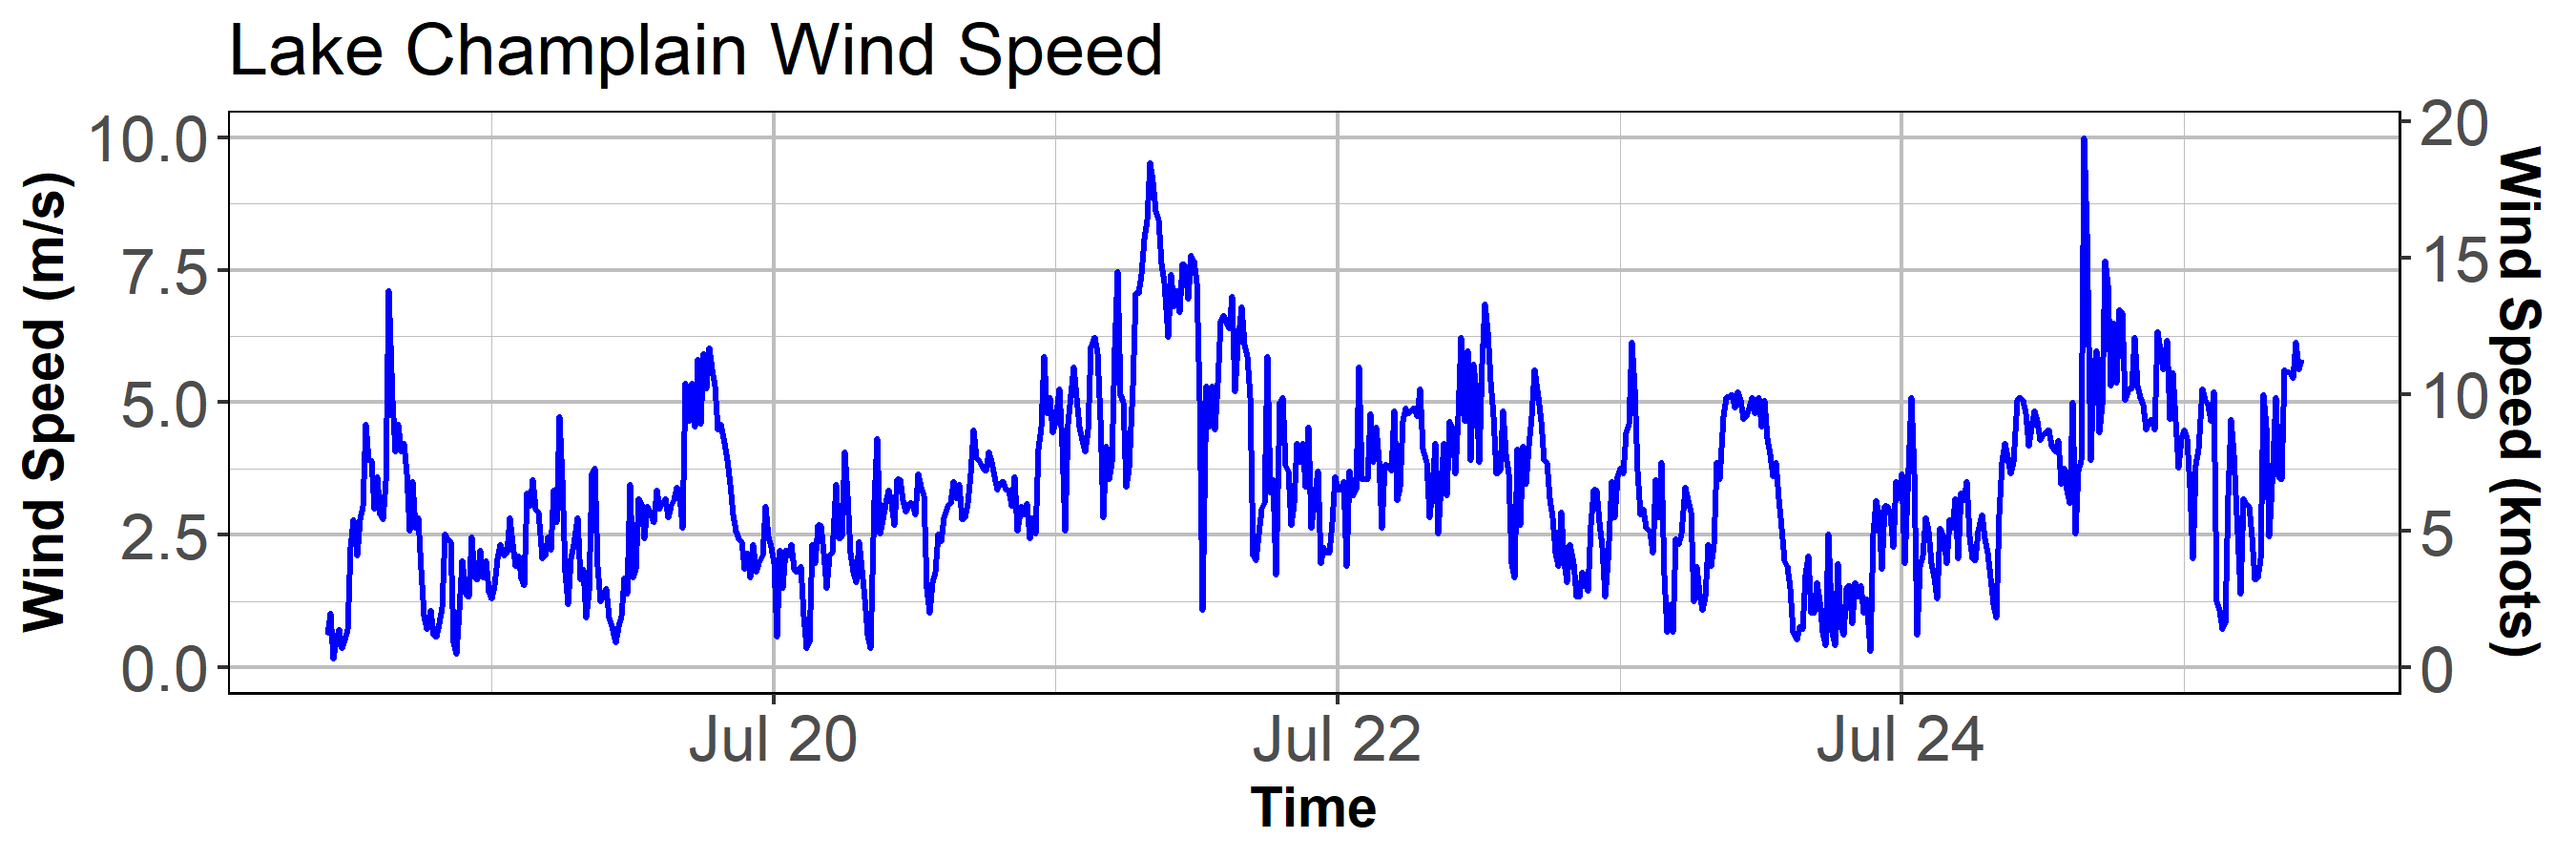 Lake Champlain Wind Speed
10.0
7.5
5.0
2.5
0.0
Wind Speed (m/s)
20
15
10
5
0
Wind Speed (knots)
Jul 20
Jul 22
Jul 24
Time